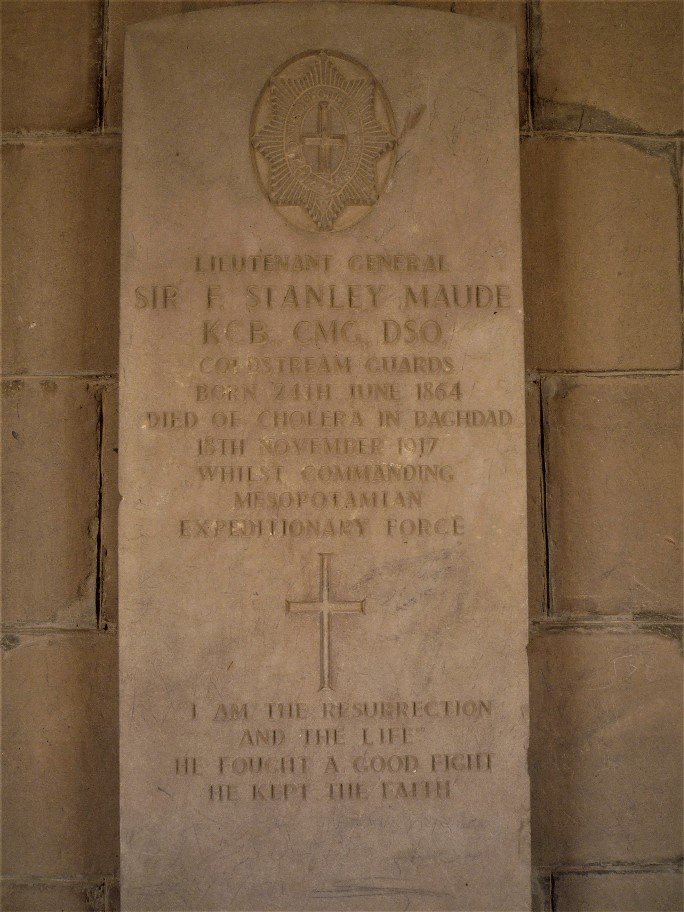 LIEUTENANT GENERAL
SIR F STANLEY MAUDE
KCB CMG DSO
COLDSTREAM GUARDS
BORN 24TH JUNE 1864
DIED OF CHOLERA IN BAGHDAD
18TH NOVEMBER 1917
WHILST COMMANDING
MESOPOTAMIAN
EXPEDITIONARY FORCE
I AM THE RESURRECTION
AND THE LIFE"
HE FOUGHT A GOOD FIGHT
HE KEPT THE FAITH